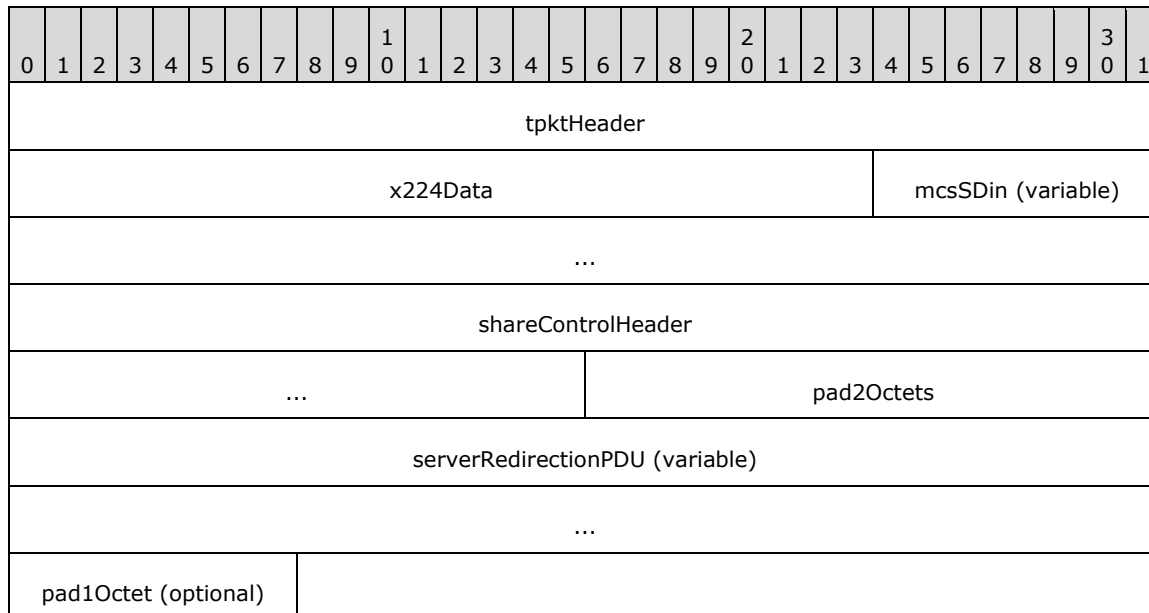 1 2 3
0 1 2 3 4 5 6 7 8 9 0 1 2 3 4 5 6 7 8 9 0 1 2 3 4 5 6 7 8 9 0 1
tpktHeader
x224Data mcsSDin (variable)
...
shareControlHeader
... pad2Octets
serverRedirectionPDU (variable)
...
pad1Octet (optional)